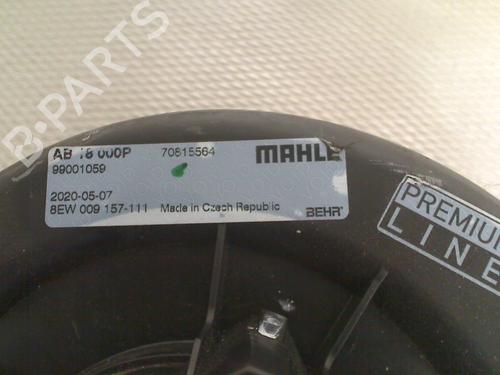 B-PARTS
AB 18 000P 70815564 MAHLE
99001059
2020-05-07
8EW 009 157-111 Made in Czech Republic BEHR
PREMIUM
LINE